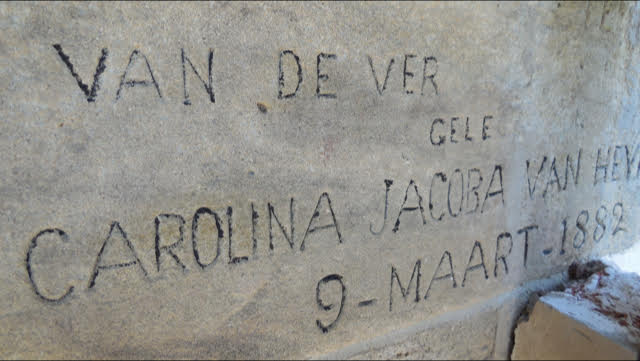 VAN DE VER
GELE
CAROLINA JACOBA VAN
9-MAART-1882